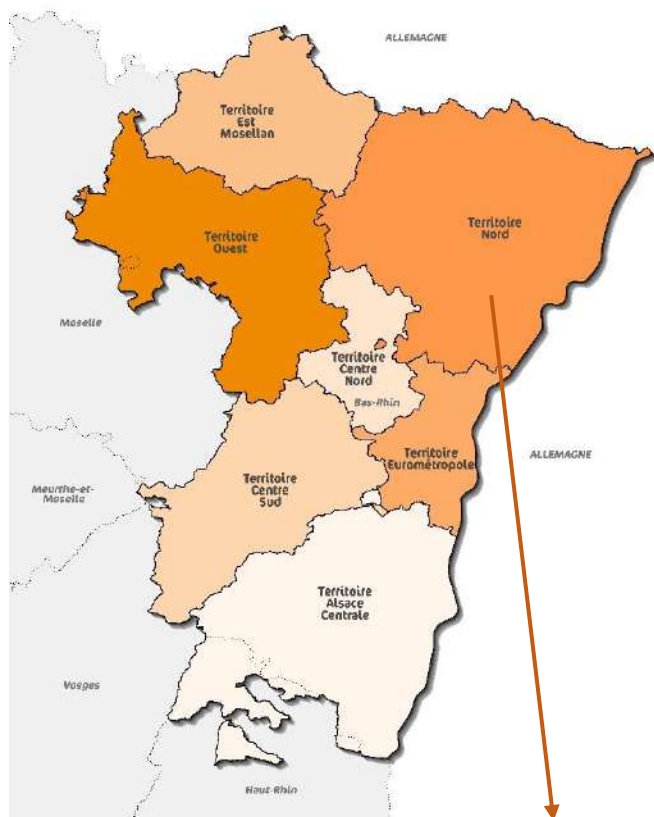 ALLEMAGNE
Territoire
Est
Mosellan
Territoire
Nord
Territoire
Ouest
Moselle
Territoire
Centre
Nord
Bas-Rhin
Territoire
Eurométropole
ALLEMAGNE
Territoire
Centre
Sud
Meurthe-et-
Moselle
Territoire
Alsace
Centrale
Vosges
Haut-Rhin